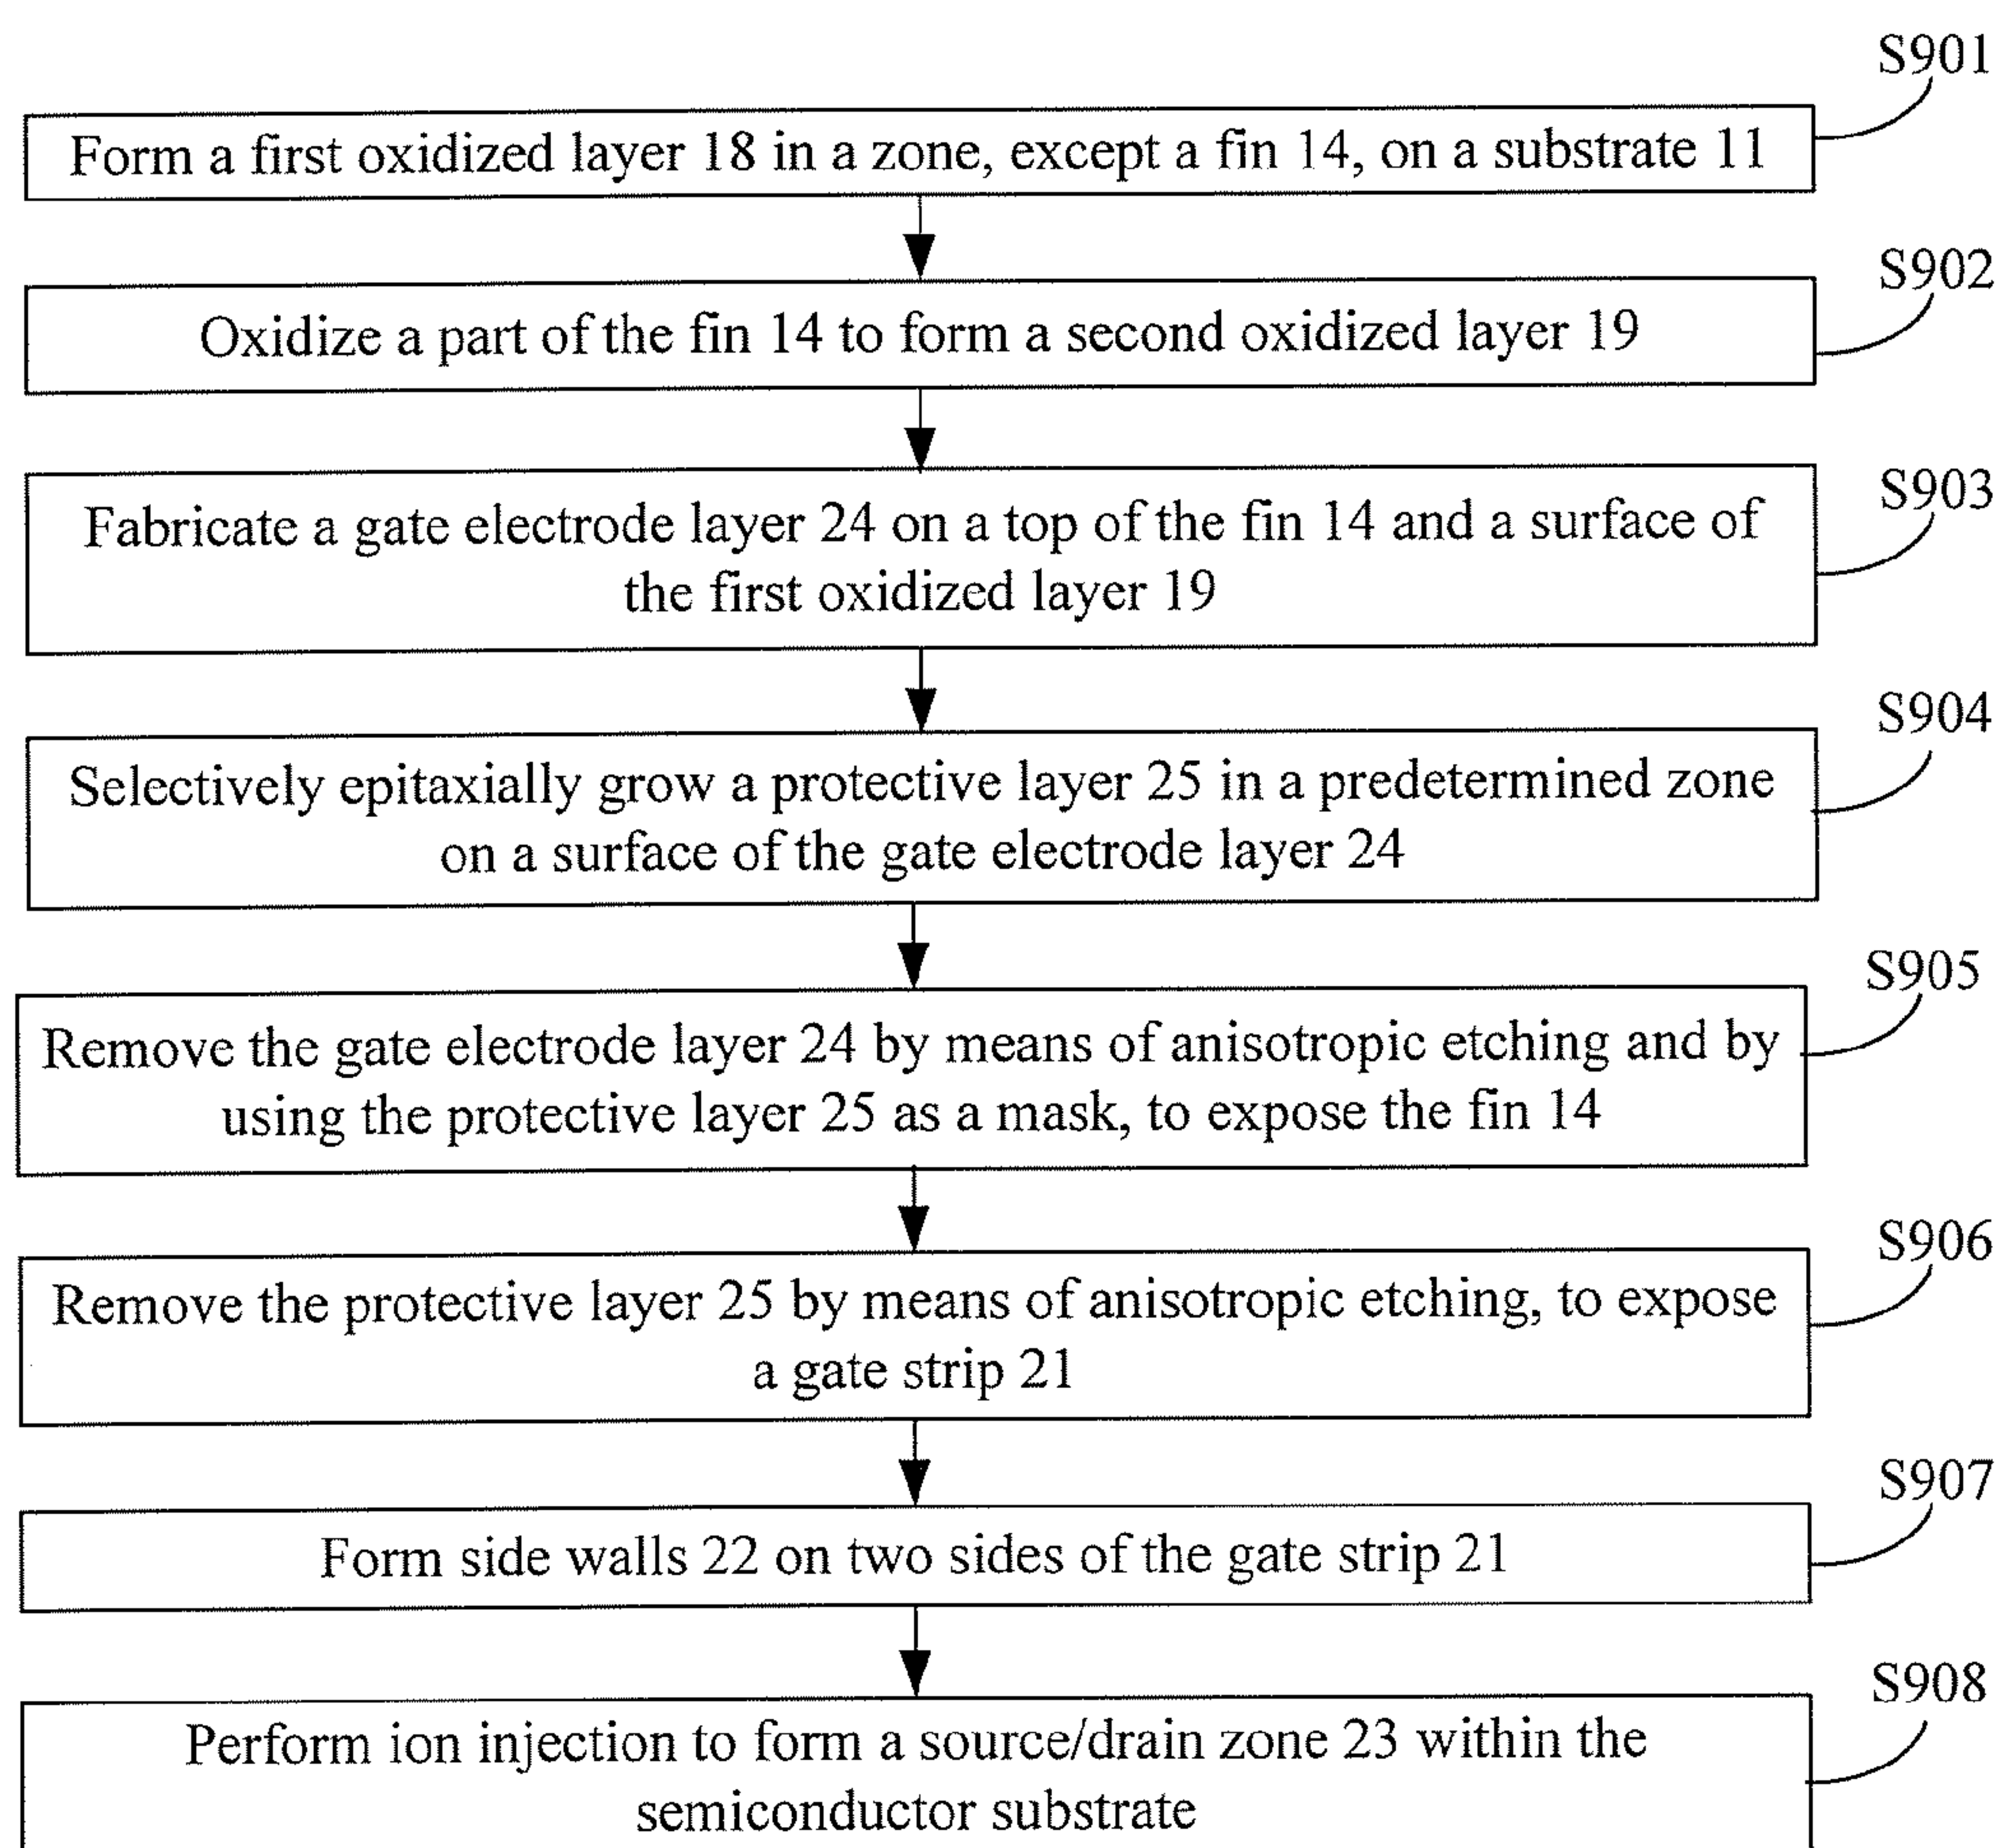 S901
Form a first oxidized layer 18 in a zone, except a fin 14, on a substrate 11
S902
Oxidize a part of the fin 14 to form a second oxidized layer 19
S903
Fabricate a gate electrode layer 24 on a top of the fin 14 and a surface of
the first oxidized layer 19
S904
Selectively epitaxially grow a protective layer 25 in a predetermined zone
on a surface of the gate electrode layer 24
S905
Remove the gate electrode layer 24 by means of anisotropic etching and by
using the protective layer 25 as a mask, to expose the fin 14
S906
Remove the protective layer 25 by means of anisotropic etching, to expose
a gate strip 21
S907
Form side walls 22 on two sides of the gate strip 21
S908
Perform ion injection to form a source/drain zone 23 within the
semiconductor substrate